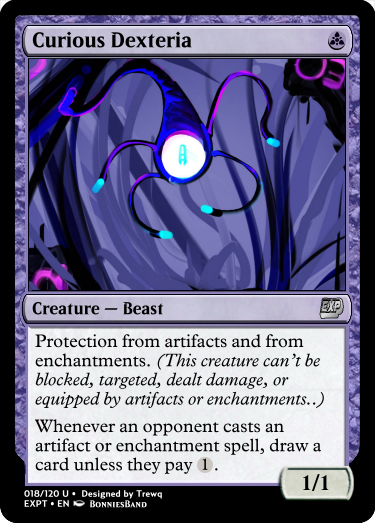 Curious Dexteria
Creature — Beast
EXP
Protection from artifacts and from
enchantments. (This creature can't be
blocked, targeted, dealt damage, or
equipped by artifacts or enchantments..)
Whenever an opponent casts an
artifact or enchantment spell, draw a
card unless they pay 1.
1/1
018/120 U • Designed by Trewq
EXPT • EN BonniesBand